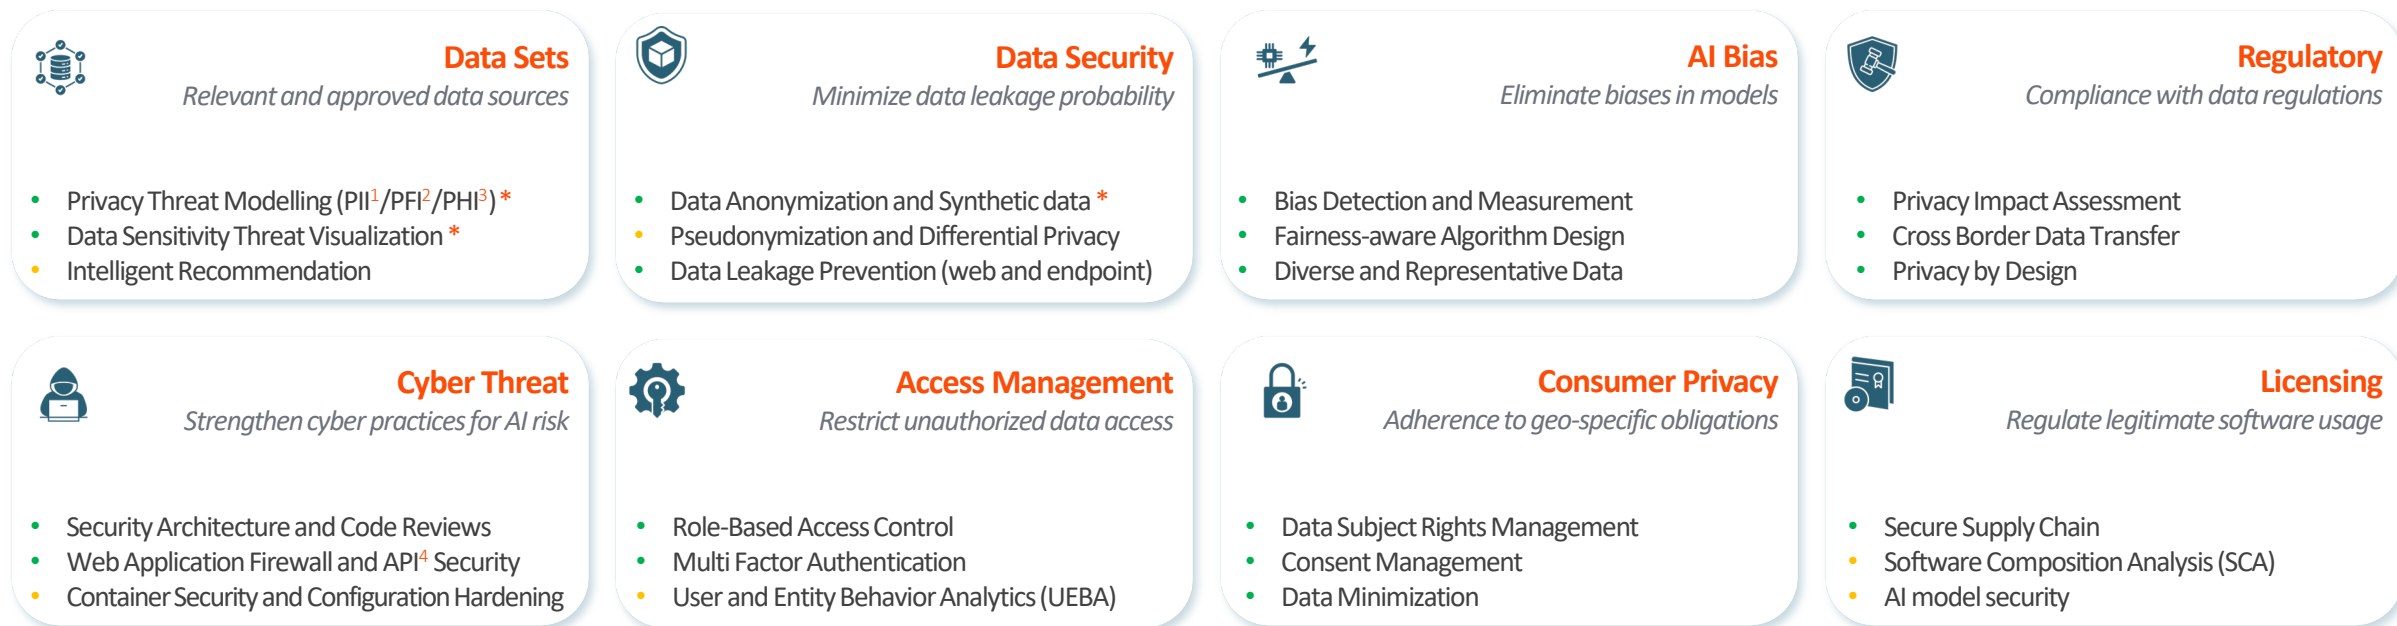 Data Sets
Relevant and approved data sources
• Privacy Threat Modelling (PII1/PFI2/PHI3) *
• Data Sensitivity Threat Visualization *
• Intelligent Recommendation
Data Security
Minimize data leakage probability
• Data Anonymization and Synthetic data *
• Pseudonymization and Differential Privacy
• Data Leakage Prevention (web and endpoint)
AI Bias
Eliminate biases in models
• Bias Detection and Measurement
• Fairness-aware Algorithm Design
• Diverse and Representative Data
Regulatory
Compliance with data regulations
• Privacy Impact Assessment
• Cross Border Data Transfer
• Privacy by Design
Cyber Threat
Strengthen cyber practices for AI risk
• Security Architecture and Code Reviews
• Web Application Firewall and API4 Security
• Container Security and Configuration Hardening
Access Management
Restrict unauthorized data access
• Role-Based Access Control
• Multi Factor Authentication
• User and Entity Behavior Analytics (UEBA)
Consumer Privacy
Adherence to geo-specific obligations
• Data Subject Rights Management
• Consent Management
• Data Minimization
Licensing
Regulate legitimate software usage
• Secure Supply Chain
• Software Composition Analysis (SCA)
• AI model security